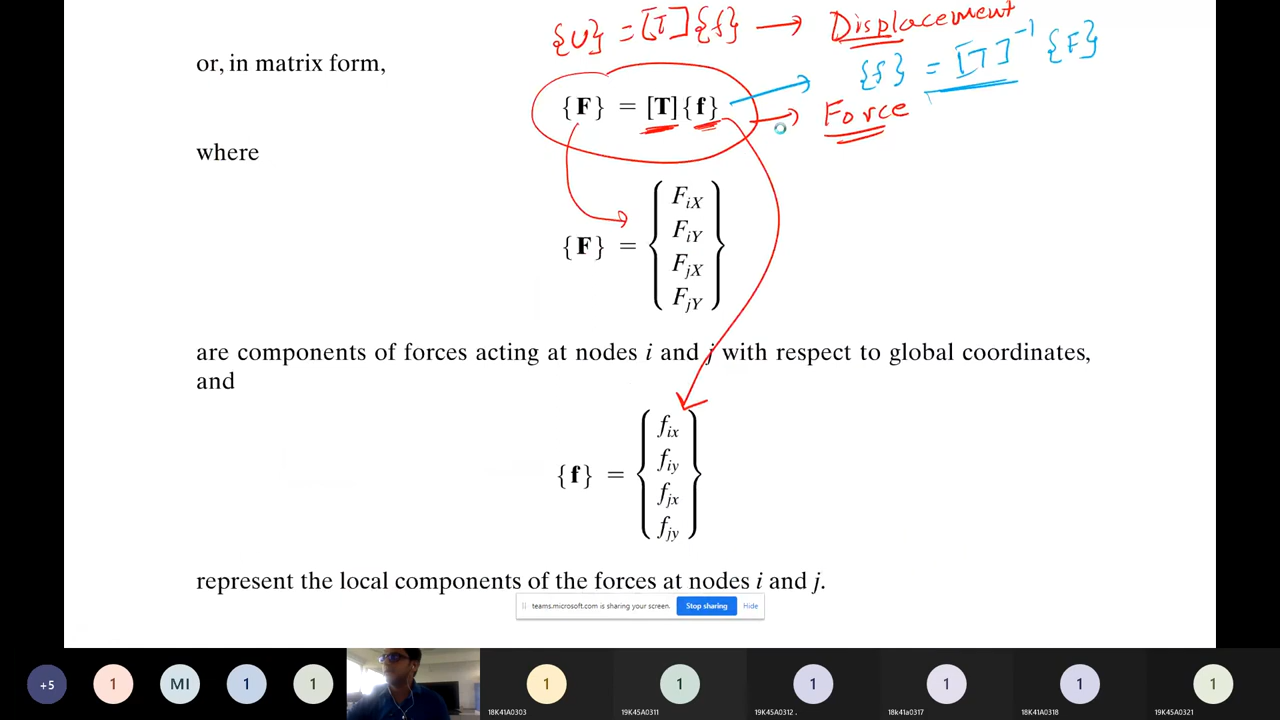 {U} = [T]{f} → Displacement
or, in matrix form,
{f} = [T]⁻¹ {F}
{F} = [T]{f}
Force
where
{F} = { F_iX
F_iY
F_jX
F_jY }
are components of forces acting at nodes i and j with respect to global coordinates,
and
{f} = { f_ix
f_iy
f_jx
f_jy }
represent the local components of the forces at nodes i and j.
teams.microsoft.com is sharing your screen. Stop sharing Hide
+5 1 MI 1 1 1 1 1 1 1 1
18K41A0303 19K45A0311 19K45A0312 . 18k41a0317 18K41A0318 19K45A0321